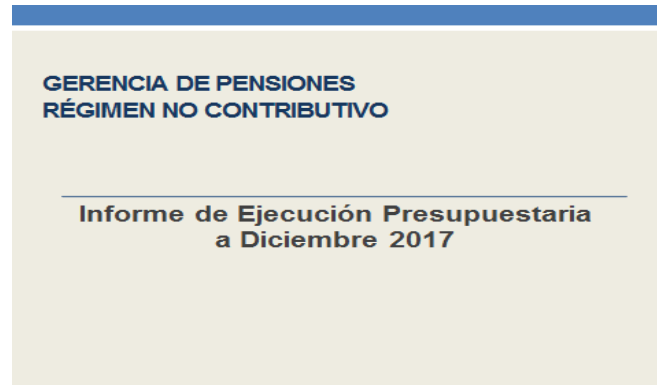 GERENCIA DE PENSIONES
RÉGIMEN NO CONTRIBUTIVO
Informe de Ejecución Presupuestaria
a Diciembre 2017